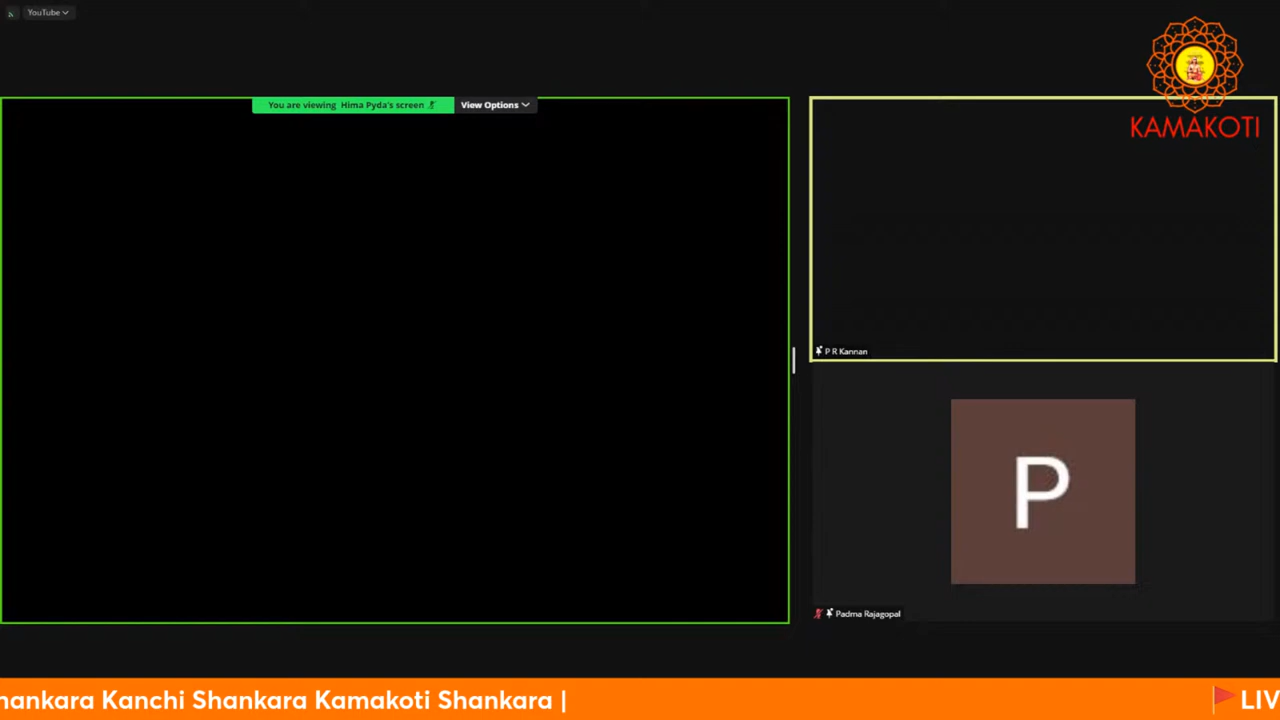 YouTube
You are viewing Hima Pyda's screen
View Options
KAMAKOTI
P R Kannan
P
Padma Rajagopal
hankara Kanchi Shankara Kamakoti Shankara |
LIV